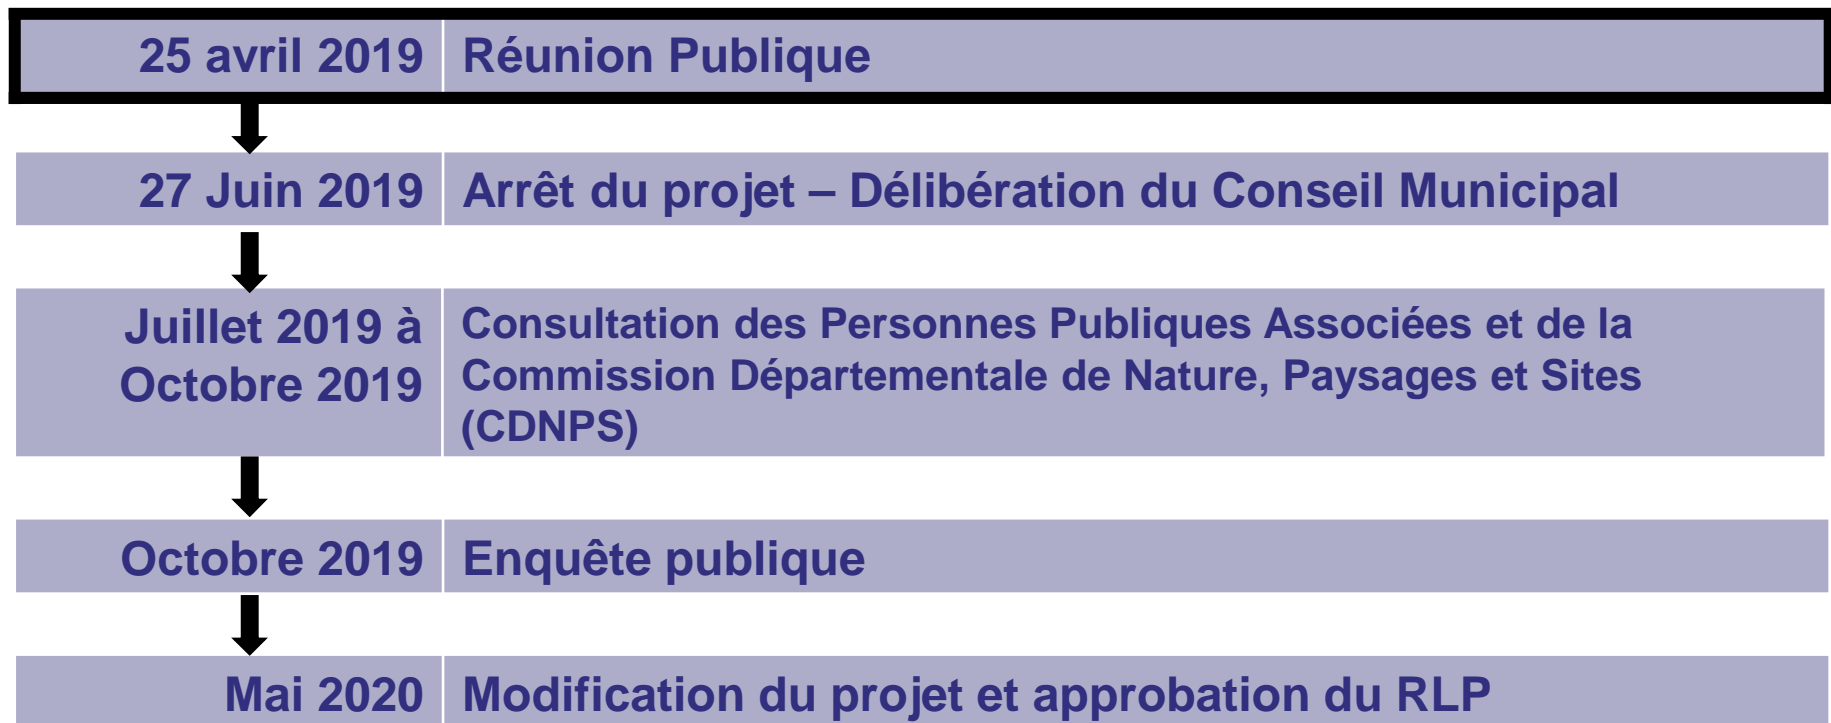 25 avril 2019 Réunion Publique
27 Juin 2019 Arrêt du projet – Délibération du Conseil Municipal
Juillet 2019 à
Octobre 2019
Consultation des Personnes Publiques Associées et de la
Commission Départementale de Nature, Paysages et Sites
(CDNPS)
Octobre 2019 Enquête publique
Mai 2020 Modification du projet et approbation du RLP